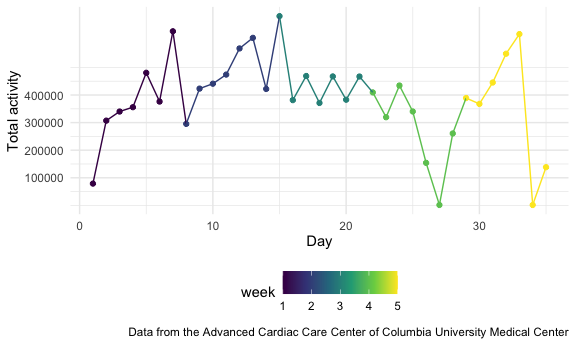 Total activity
400000
300000
200000
100000
0 10 20 30
Day
week
1 2 3 4 5
Data from the Advanced Cardiac Care Center of Columbia University Medical Center